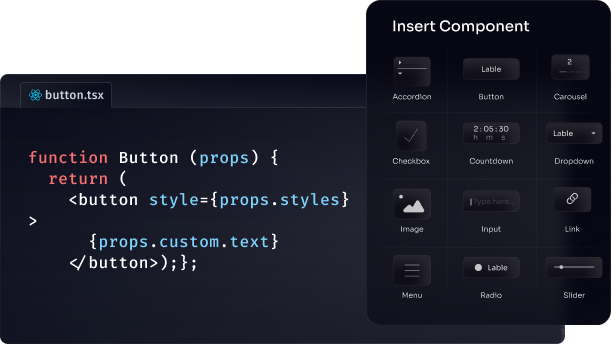 button.tsx
function Button (props) {
return (
<button style={props.styles}
>
{props.custom.text}
</button>);};
Insert Component
Accordion
Lable
Button
2
Carousel
Checkbox
2:05:30
h m s
Countdown
Lable
Dropdown
Image
Type here...
Input
Link
Menu
Lable
Radio
Slider